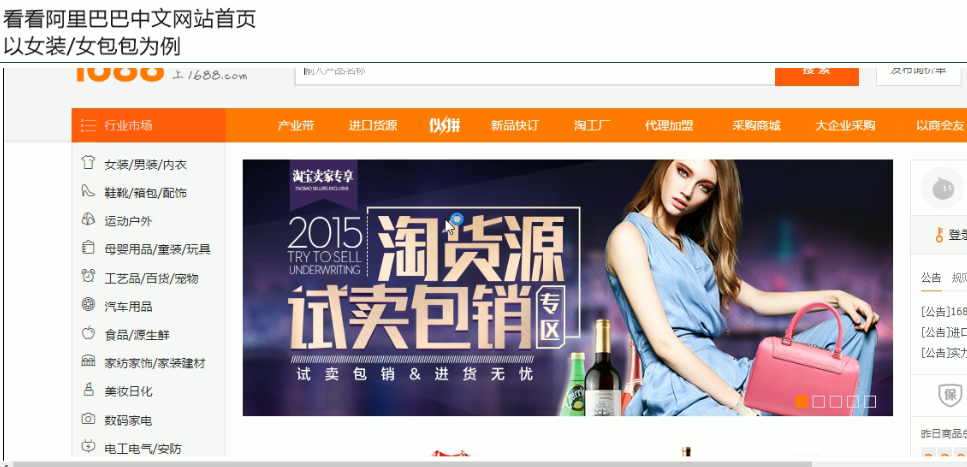 看看阿里巴巴中文网站首页
以女装/女包包为例
1688 上1688.com
输入产品名称
搜索
发布询价单
行业市场
产业带 进口货源 伙拼 新品快订 淘工厂 代理加盟 采购商城 大企业采购 以商会友
女装/男装/内衣
鞋靴/箱包/配饰
运动户外
母婴用品/童装/玩具
工艺品/百货/宠物
汽车用品
食品/源生鲜
家纺家饰/家装建材
美妆日化
数码家电
电工电气/安防
淘宝卖家专享
TAOBAO SELLERS EXCLUSIVE
2015
TRY TO SELL
UNDERWRITING
淘货源
试卖包销
专区
试卖包销&进货无忧
登录
公告
[公告]168
[公告]进口
[公告]实力
保
昨日商品总